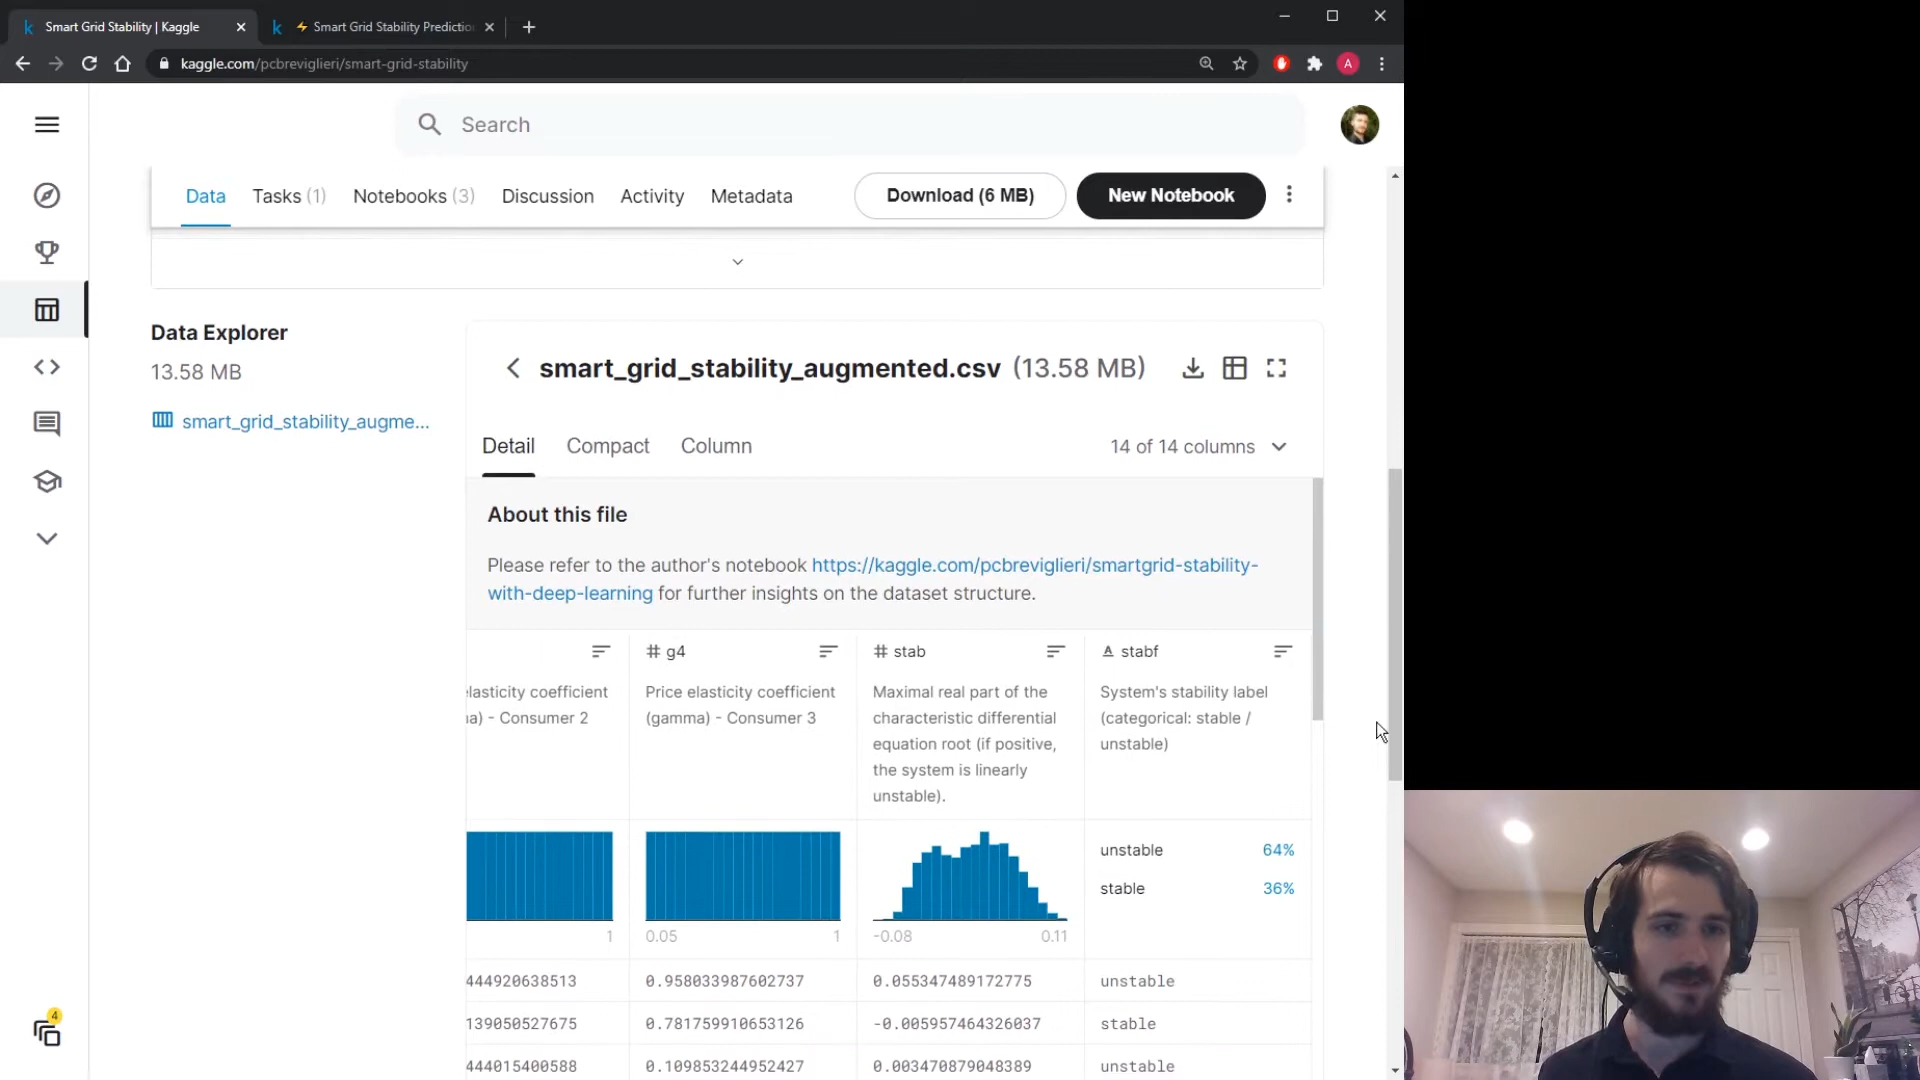 Smart Grid Stability | Kaggle
⚡ Smart Grid Stability Predictio
kaggle.com/pcbreviglieri/smart-grid-stability
A
Search
Data
Tasks (1)
Notebooks (3)
Discussion
Activity
Metadata
Download (6 MB)
New Notebook
Data Explorer
13.58 MB
smart_grid_stability_augme...
smart_grid_stability_augmented.csv (13.58 MB)
Detail
Compact
Column
14 of 14 columns
About this file
Please refer to the author's notebook https://kaggle.com/pcbreviglieri/smartgrid-stability-
with-deep-learning for further insights on the dataset structure.
# g4
# stab
A stabf
lasticity coefficient
a) - Consumer 2
Price elasticity coefficient
(gamma) - Consumer 3
Maximal real part of the
characteristic differential
equation root (if positive,
the system is linearly
unstable).
System's stability label
(categorical: stable /
unstable)
unstable 64%
stable 36%
1
0.05 1
-0.08 0.11
444920638513 0.958033987602737 0.055347489172775 unstable
139050527675 0.781759910653126 -0.005957464326037 stable
444015400588 0.109853244952427 0.003470879048389 unstable
4